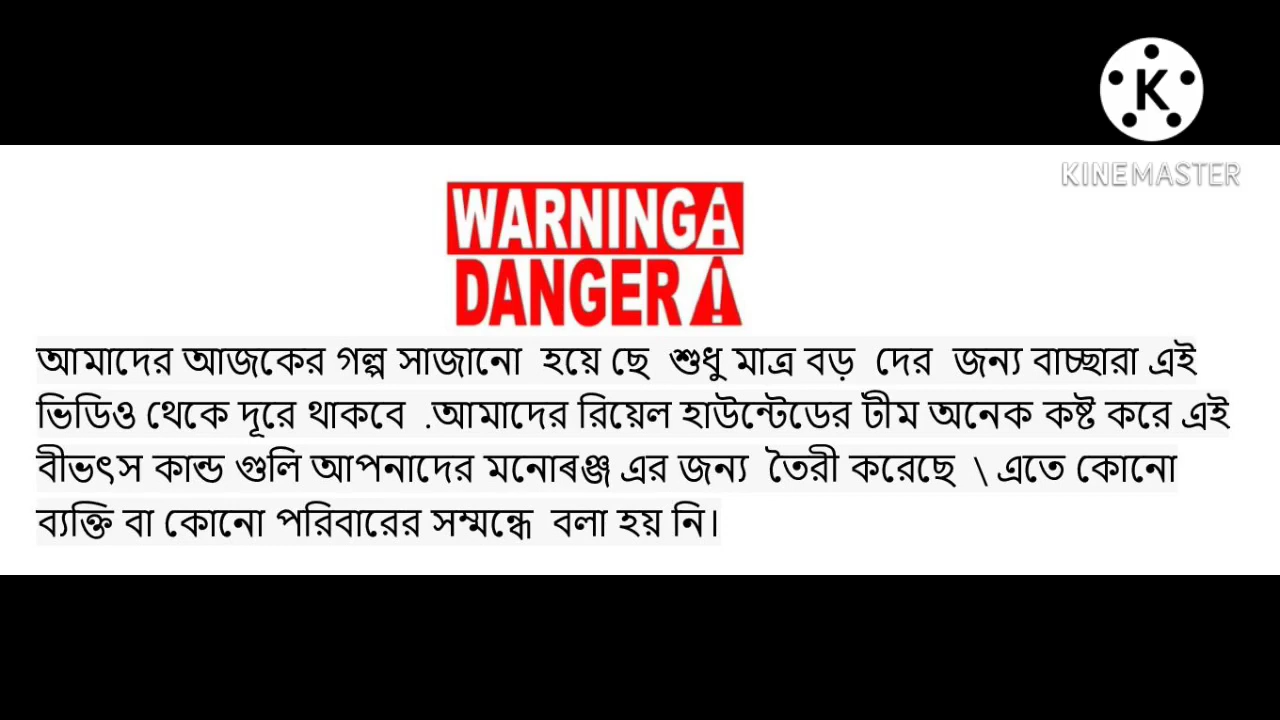 K
KINEMASTER
WARNING
DANGER !
আমাদের আজকের গল্প সাজানো হয়ে ছে শুধু মাত্র বড় দের জন্য বাচ্ছারা এই
ভিডিও থেকে দূরে থাকবে .আমাদের রিয়েল হাউন্টেডের টীম অনেক কষ্ট করে এই
বীভৎস কান্ড গুলি আপনাদের মনোৰঞ্জ এর জন্য তৈরী করেছে \ এতে কোনো
ব্যক্তি বা কোনো পরিবারের সম্মন্ধে বলা হয় নি।